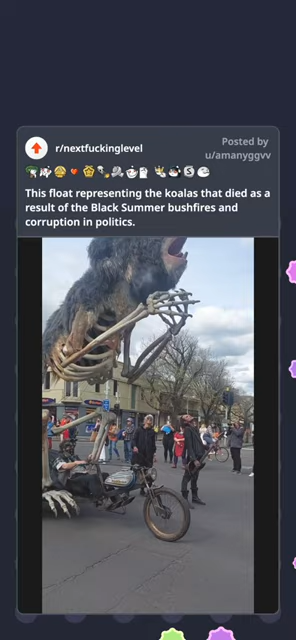 r/nextfuckinglevel
Posted by
u/amanyggvv
This float representing the koalas that died as a
result of the Black Summer bushfires and
corruption in politics.